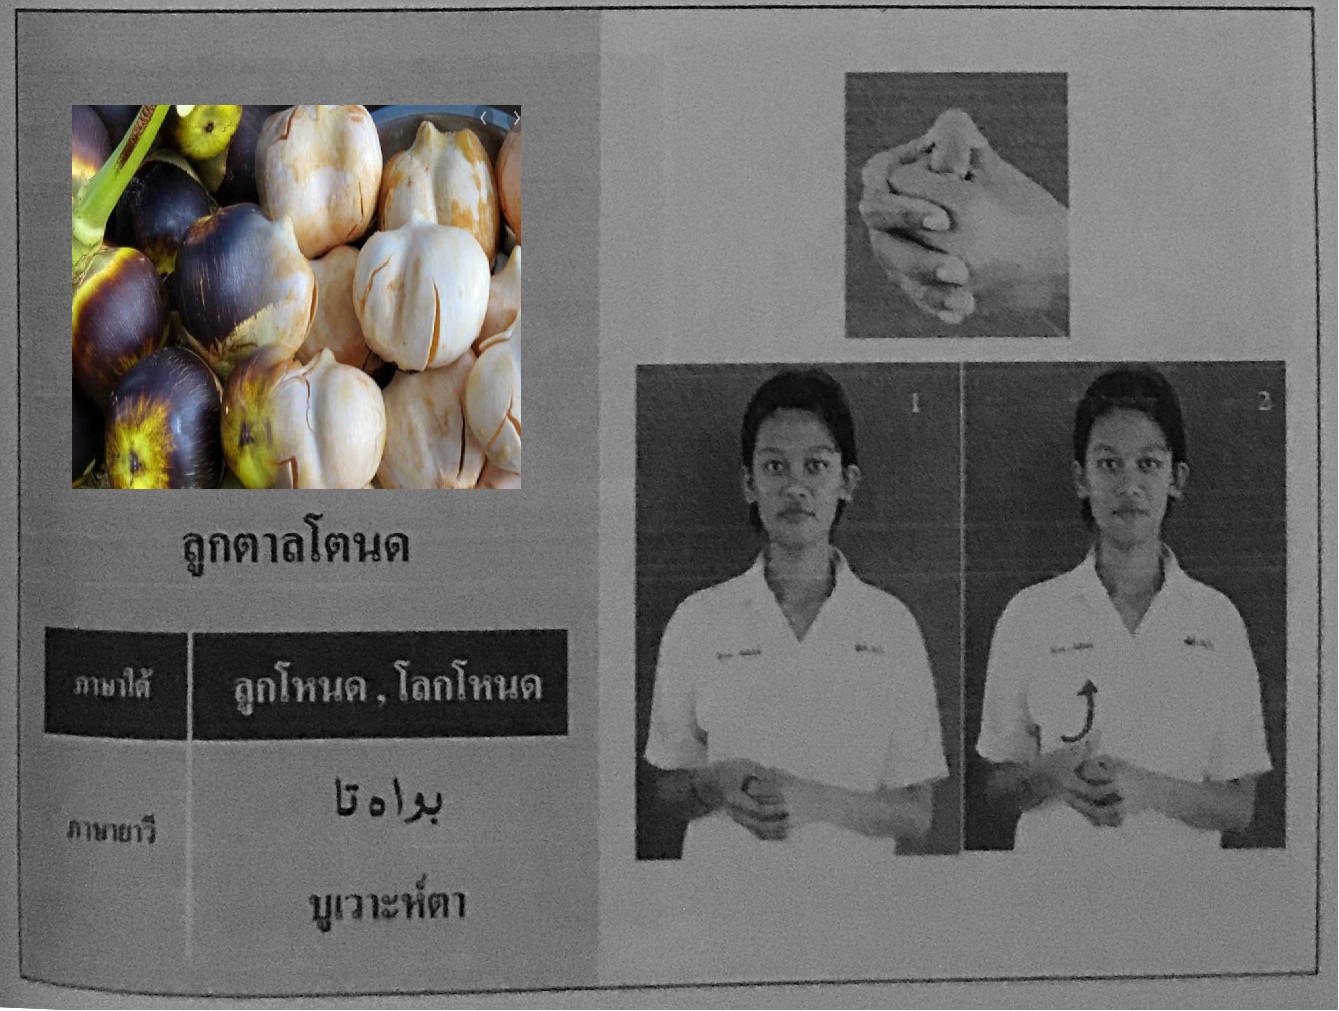 ลูกตาลโตนด
ภาษาใต้
ลูกโหนด , โลกโหนด
ภาษายาวี
بواه تا
บูเวาะห์ตา
1
2